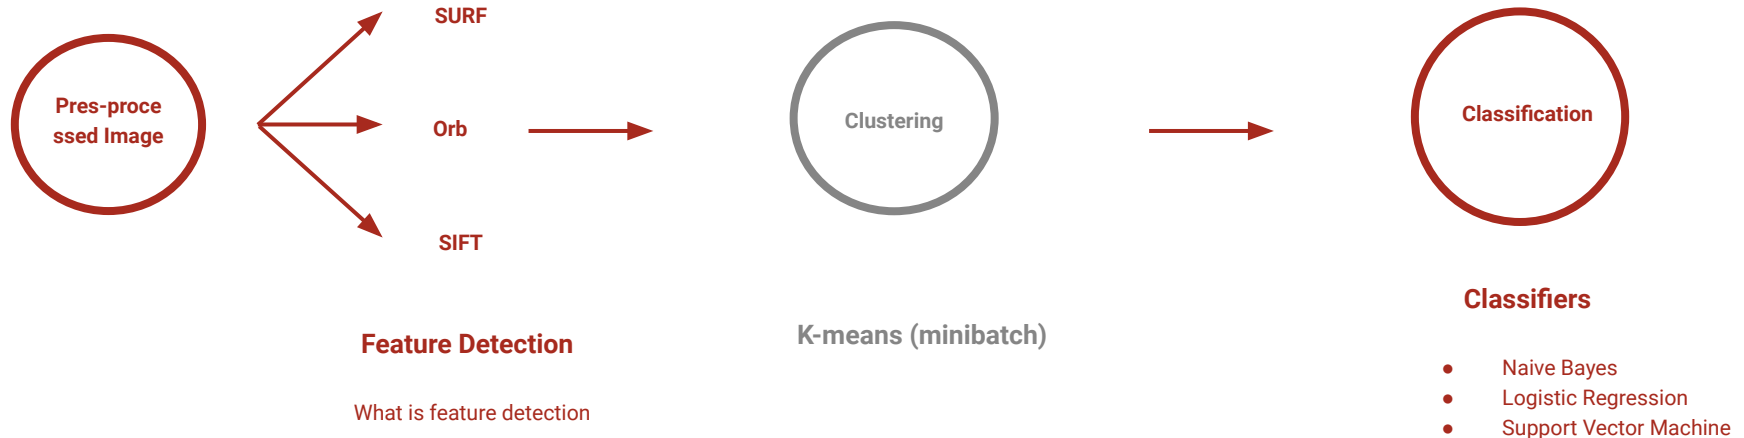 SURF
Pres-proce
ssed Image
Orb
SIFT
Feature Detection
What is feature detection
Clustering
K-means (minibatch)
Classification
Classifiers
● Naive Bayes
● Logistic Regression
● Support Vector Machine